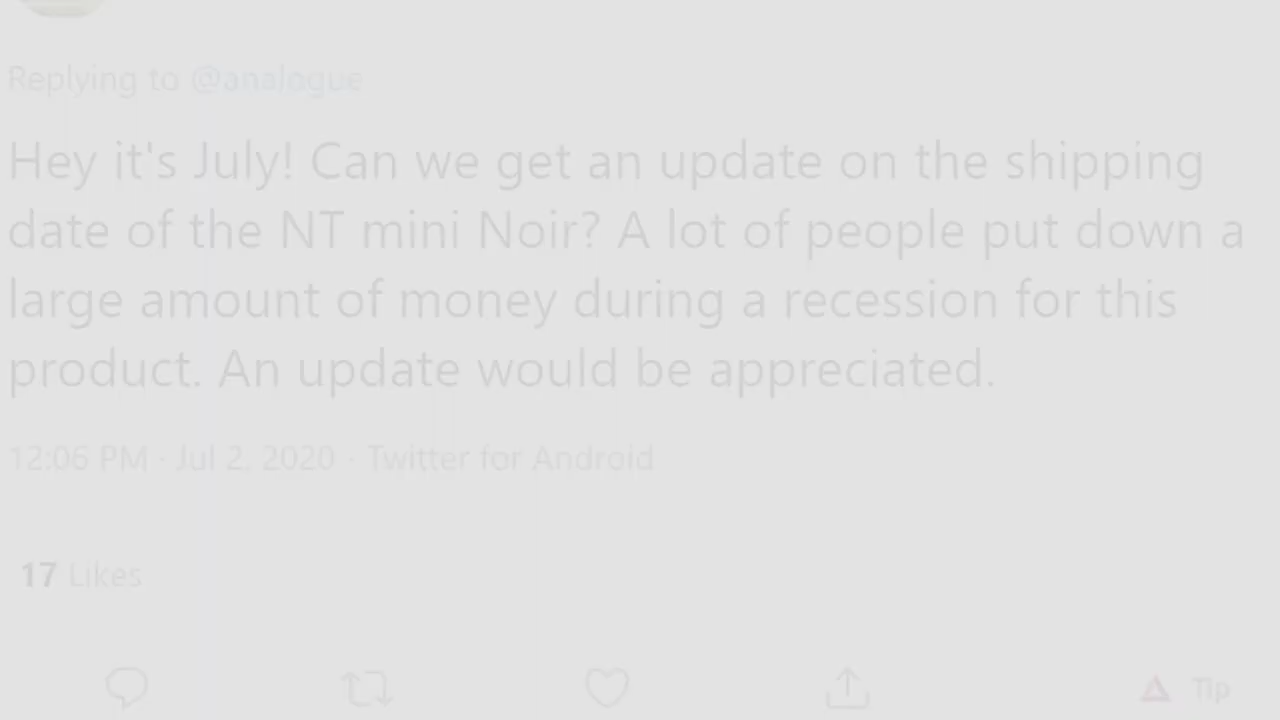 Replying to @analogue
Hey it's July! Can we get an update on the shipping
date of the NT mini Noir? A lot of people put down a
large amount of money during a recession for this
product. An update would be appreciated.
12:06 PM · Jul 2, 2020 · Twitter for Android
17 Likes
Tip